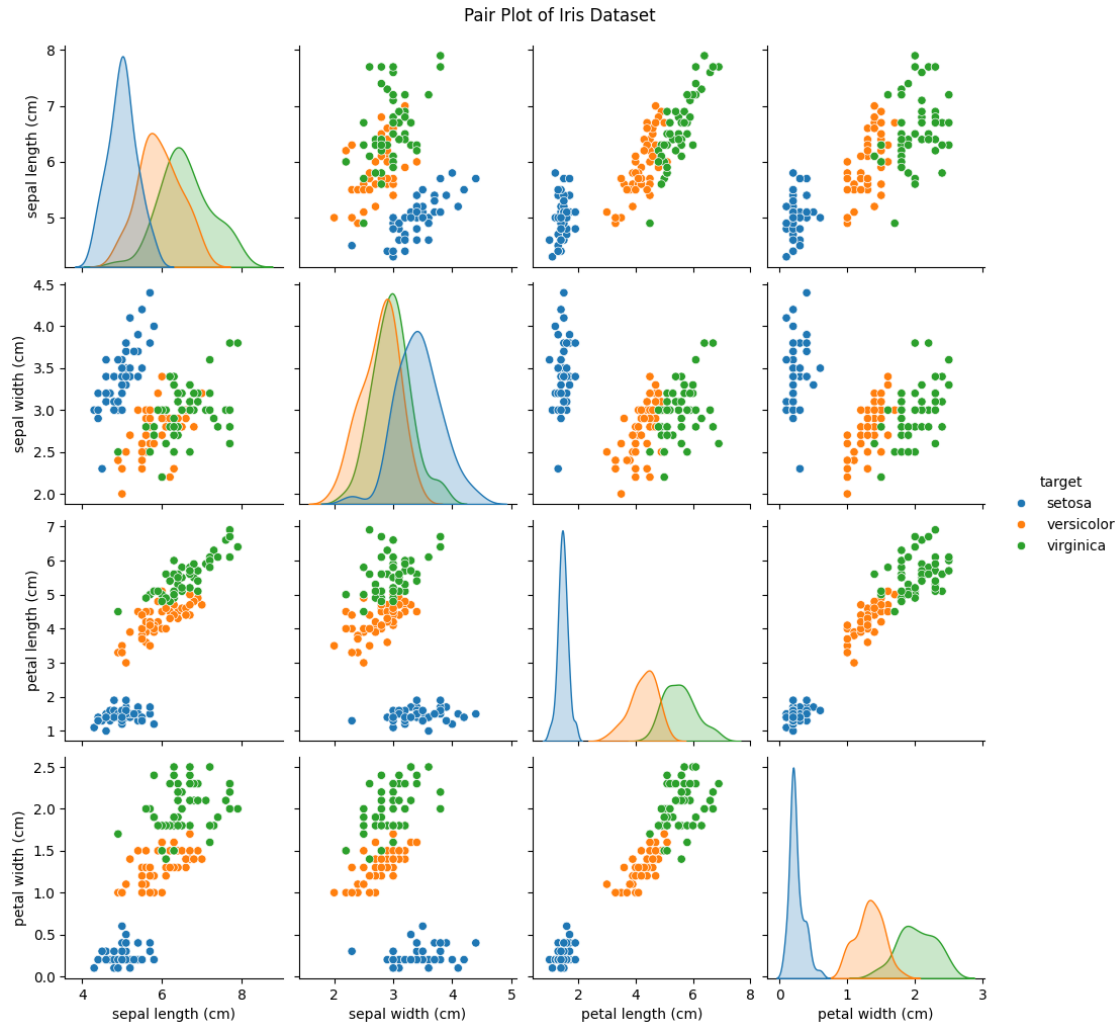 Pair Plot of Iris Dataset
sepal length (cm)
8
7
6
5
sepal width (cm)
4.5
4.0
3.5
3.0
2.5
2.0
target
setosa
versicolor
virginica
petal length (cm)
7
6
5
4
3
2
1
petal width (cm)
2.5
2.0
1.5
1.0
0.5
0.0
4 6 8
2 3 4 5
2 4 6 8
0 1 2 3
sepal length (cm) sepal width (cm) petal length (cm) petal width (cm)